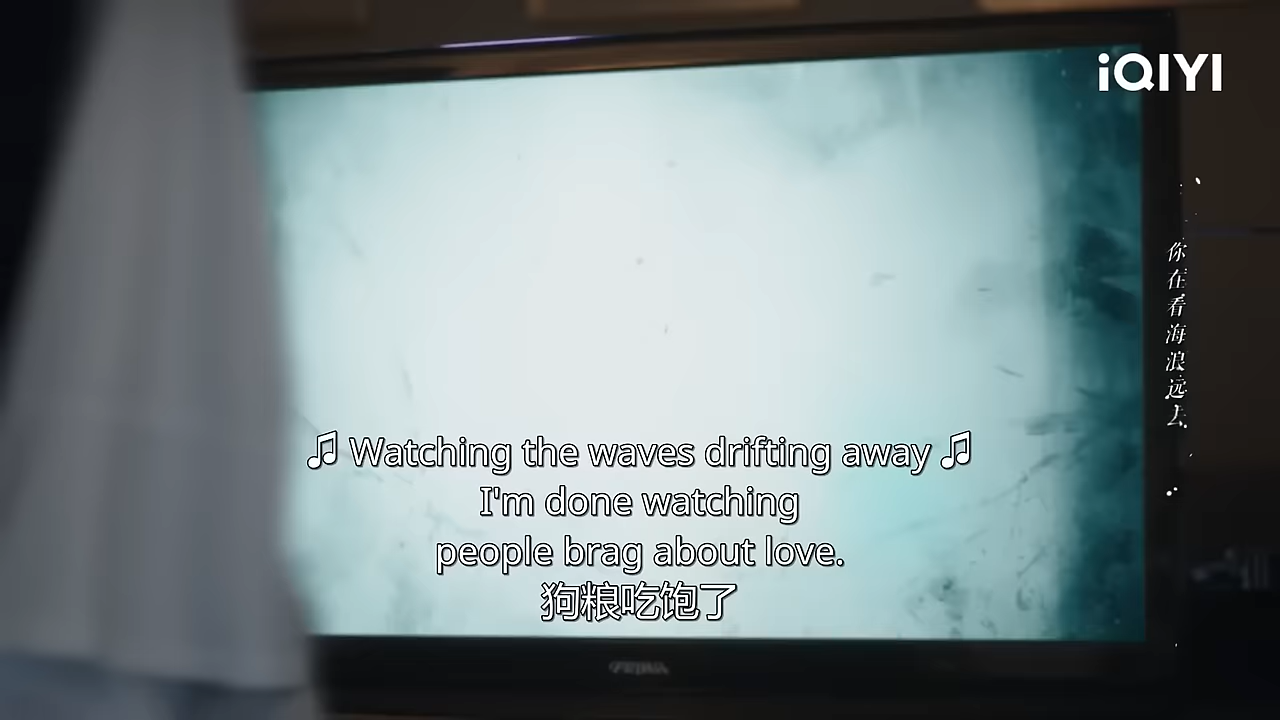 iQIYI
你在看海浪远去
♫ Watching the waves drifting away ♫
I'm done watching
people brag about love.
狗粮吃饱了